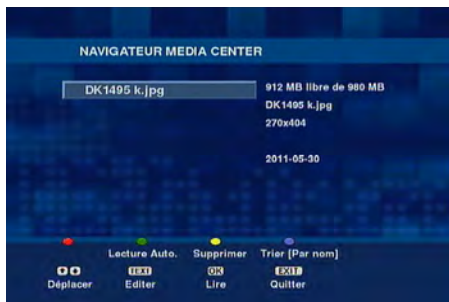 NAVIGATEUR MEDIA CENTER
DK1495 k.jpg
912 MB libre de 980 MB
DK1495 k.jpg
270x404
2011-05-30
Lecture Auto. Supprimer Trier [Par nom]
TEXT OK EXIT
Déplacer Editer Lire Quitter